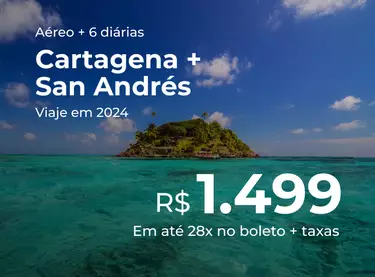 Aéreo + 6 diárias
Cartagena +
San Andrés
Viaje em 2024
R$ 1.499
Em até 28x no boleto + taxas